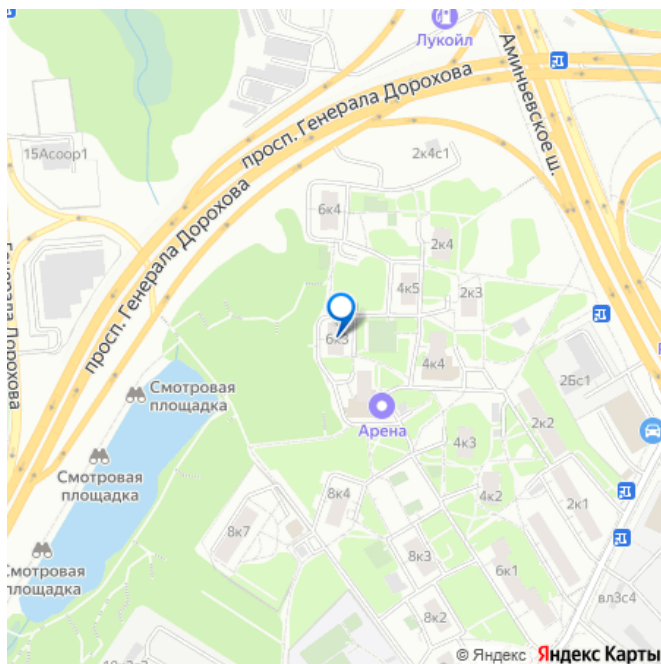 Лукойл
просп. Генерала Дорохова
Аминьевское ш.
15Асоор1
2к4с1
просп. Генерала Дорохова
6к4
2к4
4к5
2к3
6к3
4к4
2Бс1
Смотровая
площадка
Арена
2к2
4к3
Смотровая
площадка
8к4
4к2
2к1
8к7
8к3
6к1
Смотровая
площадка
вл3с4
8к2
© Яндекс Яндекс Карты